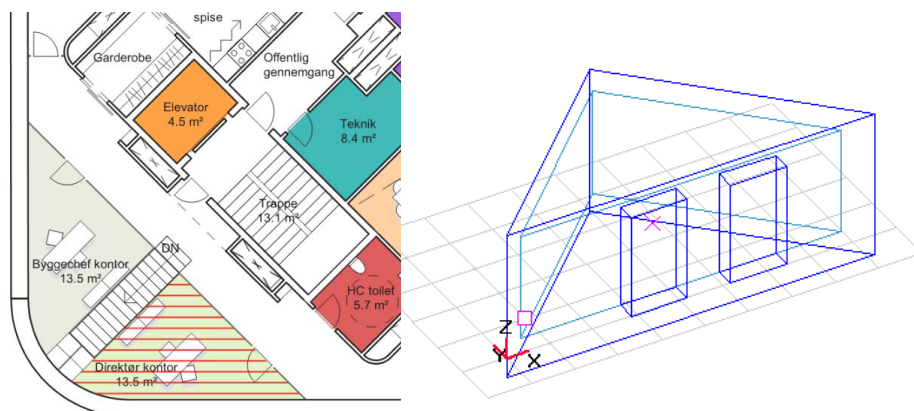 spise
Garderobe
Offentlig
gennemgang
Elevator
4.5 m²
Teknik
8.4 m²
Trappe
13.1 m²
DN
Byggechef kontor
13.5 m²
HC toilet
5.7 m²
Direktør kontor
13.5 m²
Z
Y
X